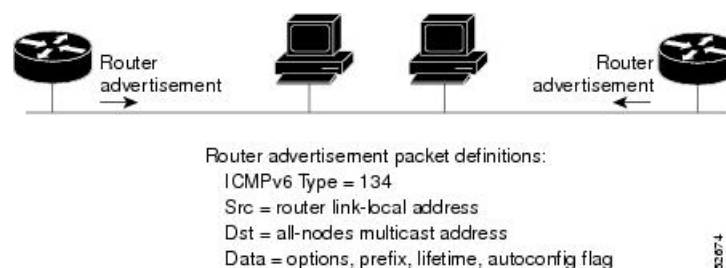 Router
advertisement
Router
advertisement
Router advertisement packet definitions:
ICMPv6 Type = 134
Src = router link-local address
Dst = all-nodes multicast address
Data = options, prefix, lifetime, autoconfig flag
52674